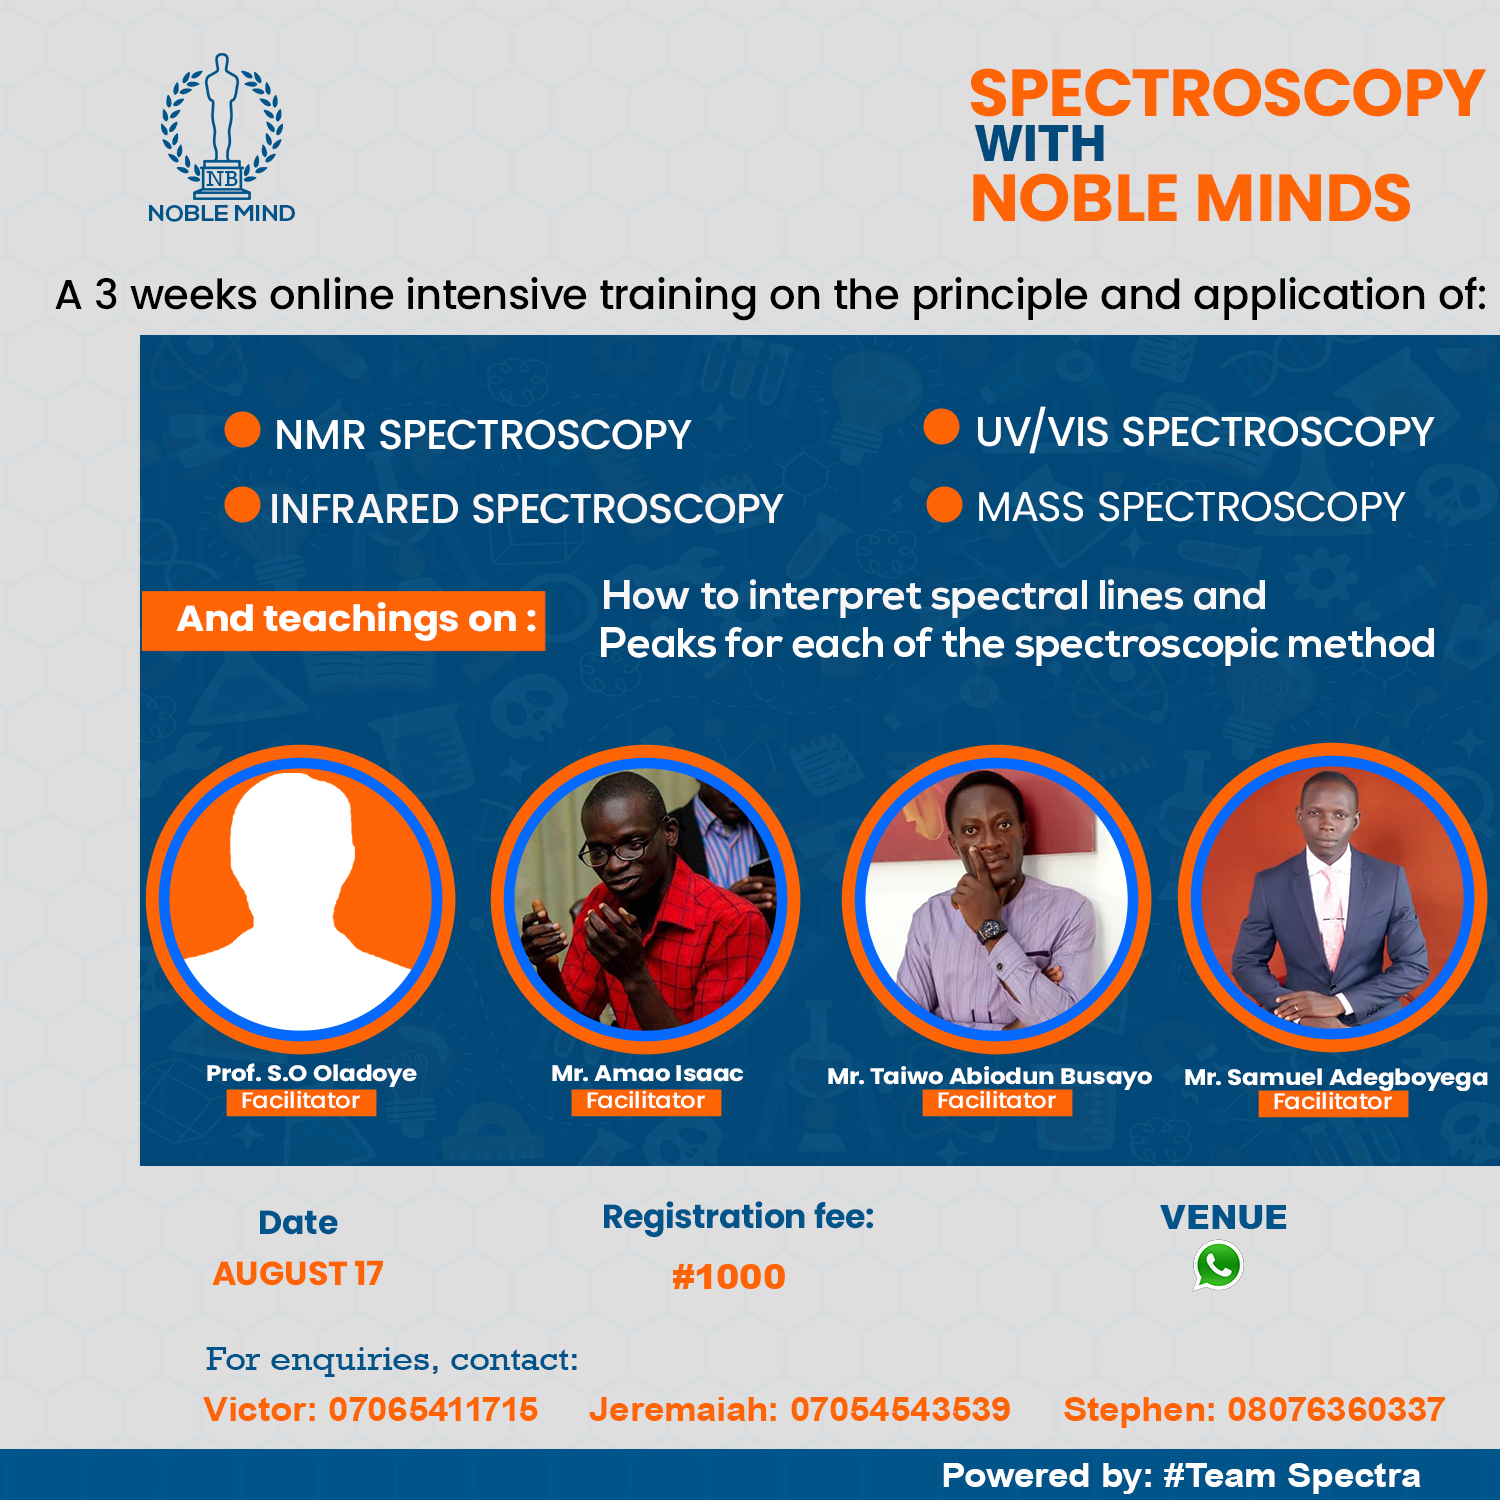 NB
NOBLE MIND
SPECTROSCOPY
WITH
NOBLE MINDS
A 3 weeks online intensive training on the principle and application of:
NMR SPECTROSCOPY
UV/VIS SPECTROSCOPY
INFRARED SPECTROSCOPY
MASS SPECTROSCOPY
And teachings on :
How to interpret spectral lines and
Peaks for each of the spectroscopic method
Prof. S.O Oladoye
Facilitator
Mr. Amao Isaac
Facilitator
Mr. Taiwo Abiodun Busayo
Facilitator
Mr. Samuel Adegboyega
Facilitator
Date
AUGUST 17
Registration fee:
#1000
VENUE
For enquiries, contact:
Victor: 07065411715
Jeremaiah: 07054543539
Stephen: 08076360337
Powered by: #Team Spectra